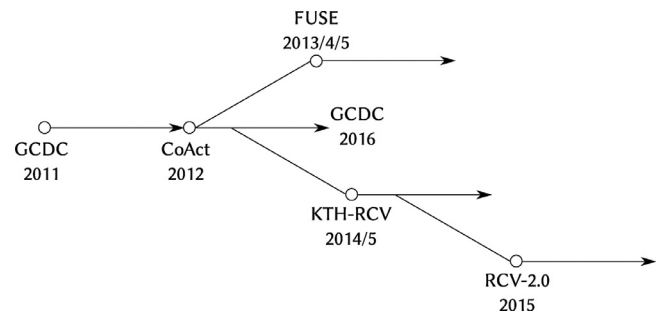 FUSE
2013/4/5
GCDC
2011
CoAct
2012
GCDC
2016
KTH-RCV
2014/5
RCV-2.0
2015